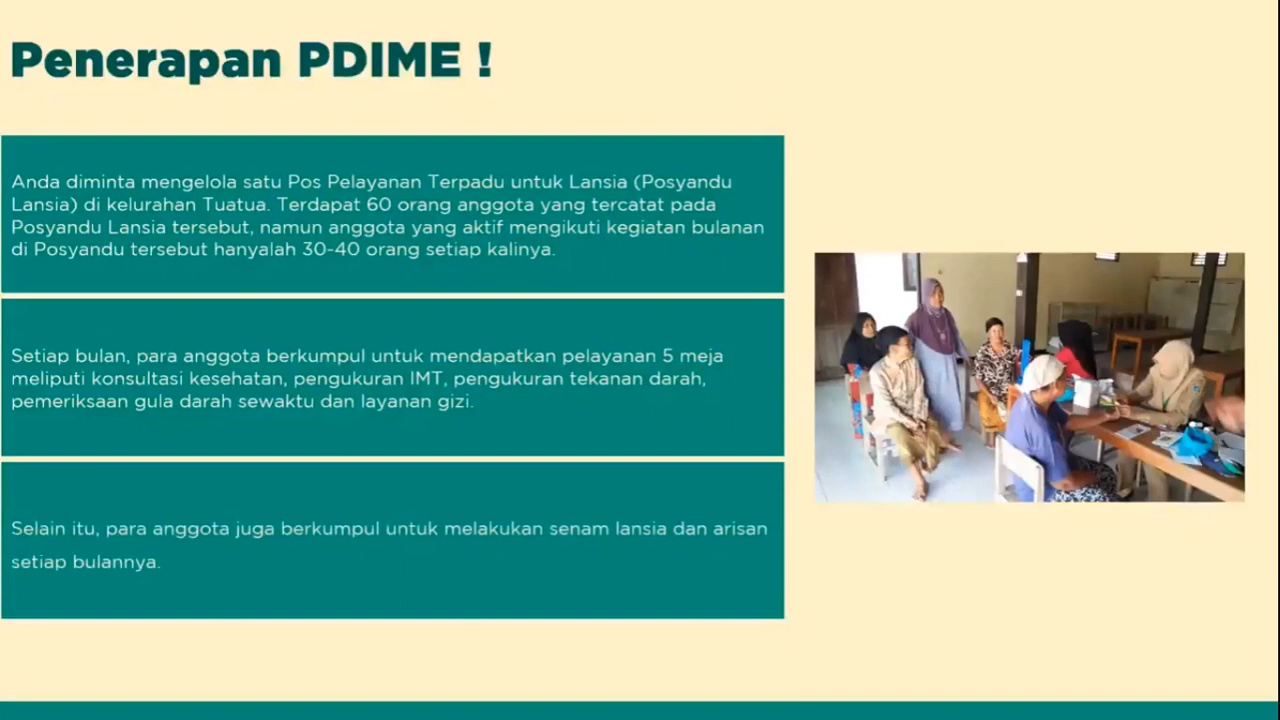 Penerapan PDIME !
Anda diminta mengelola satu Pos Pelayanan Terpadu untuk Lansia (Posyandu
Lansia) di kelurahan Tuatua. Terdapat 60 orang anggota yang tercatat pada
Posyandu Lansia tersebut, namun anggota yang aktif mengikuti kegiatan bulanan
di Posyandu tersebut hanyalah 30-40 orang setiap kalinya.
Setiap bulan, para anggota berkumpul untuk mendapatkan pelayanan 5 meja
meliputi konsultasi kesehatan, pengukuran IMT, pengukuran tekanan darah,
pemeriksaan gula darah sewaktu dan layanan gizi.
Selain itu, para anggota juga berkumpul untuk melakukan senam lansia dan arisan
setiap bulannya.